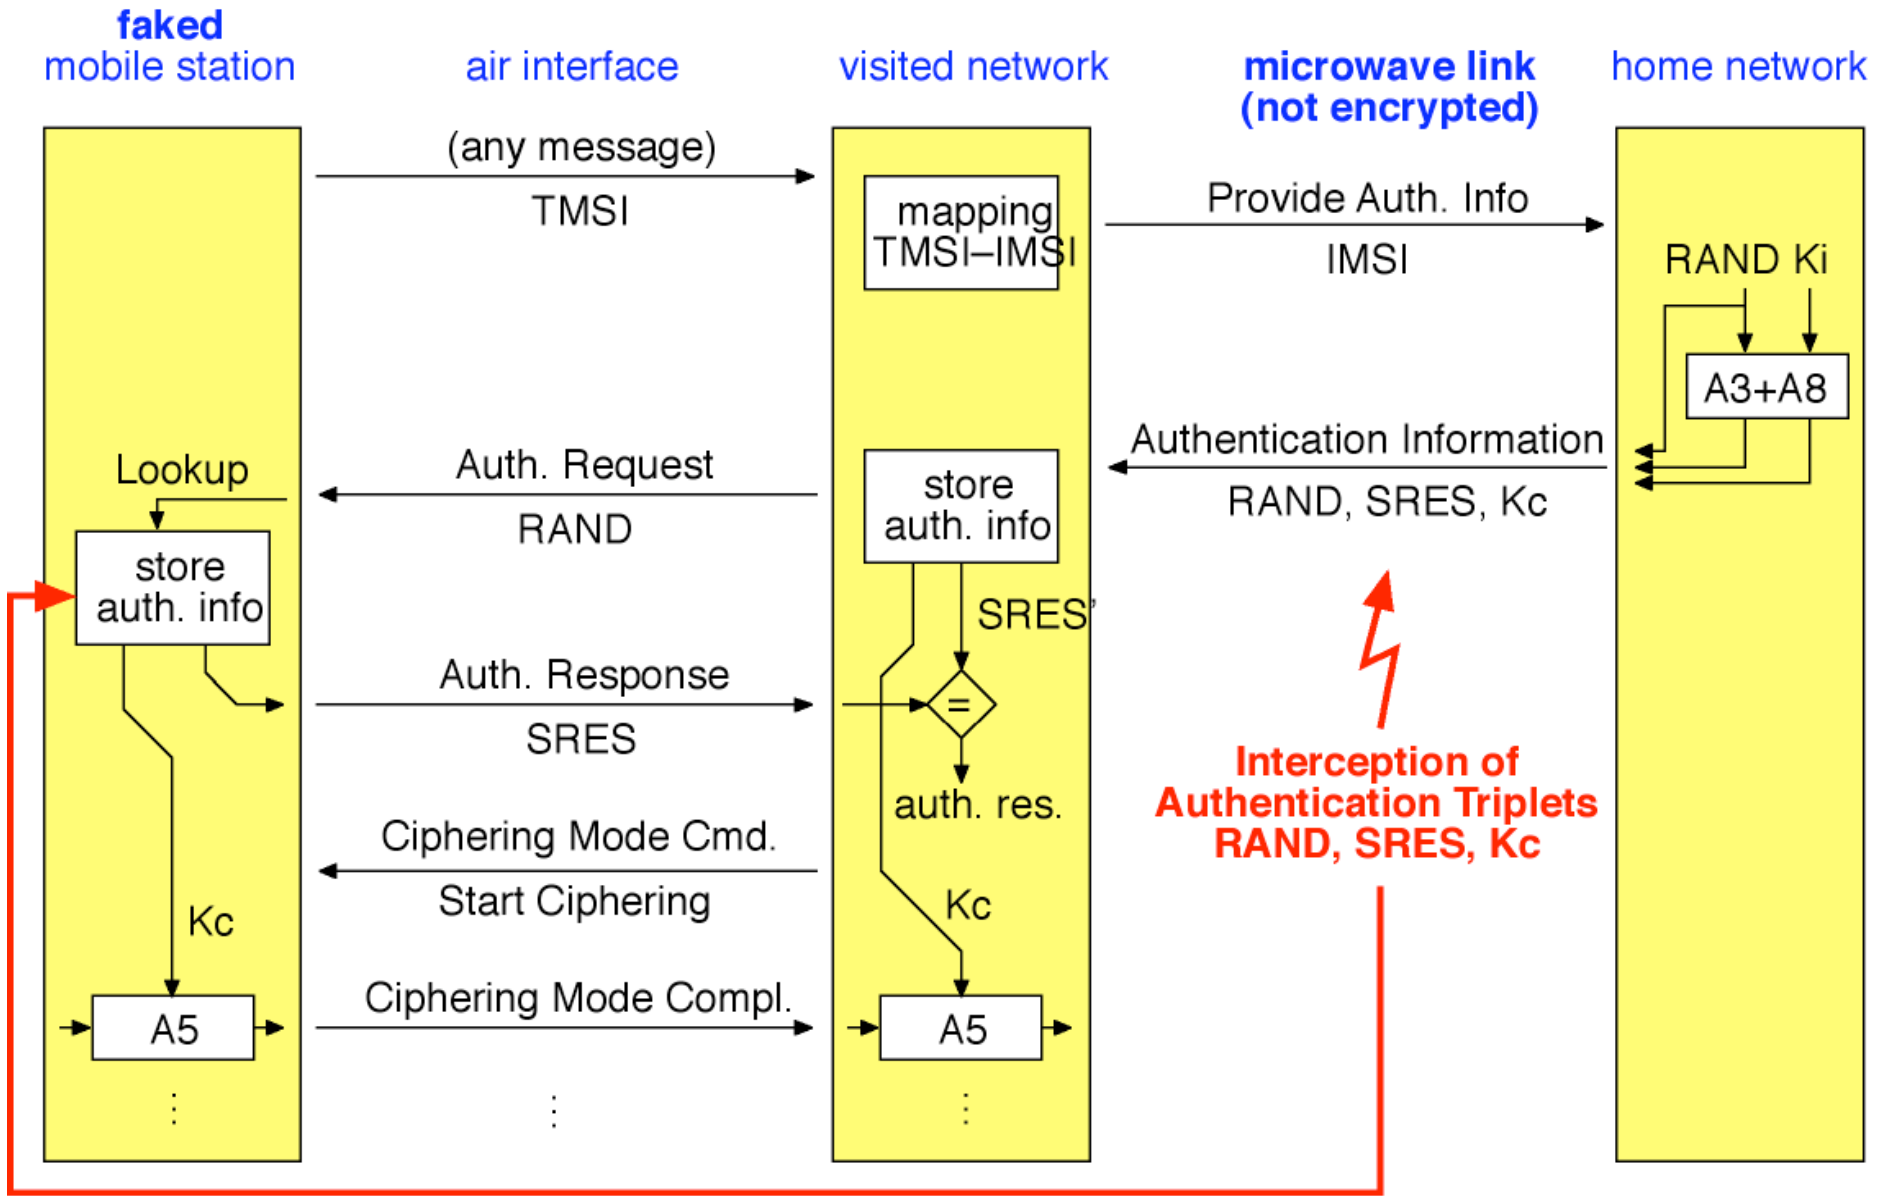 faked
mobile station
air interface
visited network
microwave link
(not encrypted)
home network
(any message)
TMSI
mapping
TMSI–IMSI
Provide Auth. Info
IMSI
RAND Ki
A3+A8
Authentication Information
RAND, SRES, Kc
Lookup
Auth. Request
RAND
store
auth. info
store
auth. info
SRES’
Auth. Response
SRES
=
auth. res.
Interception of
Authentication Triplets
RAND, SRES, Kc
Ciphering Mode Cmd.
Start Ciphering
Kc
Kc
Ciphering Mode Compl.
A5
A5